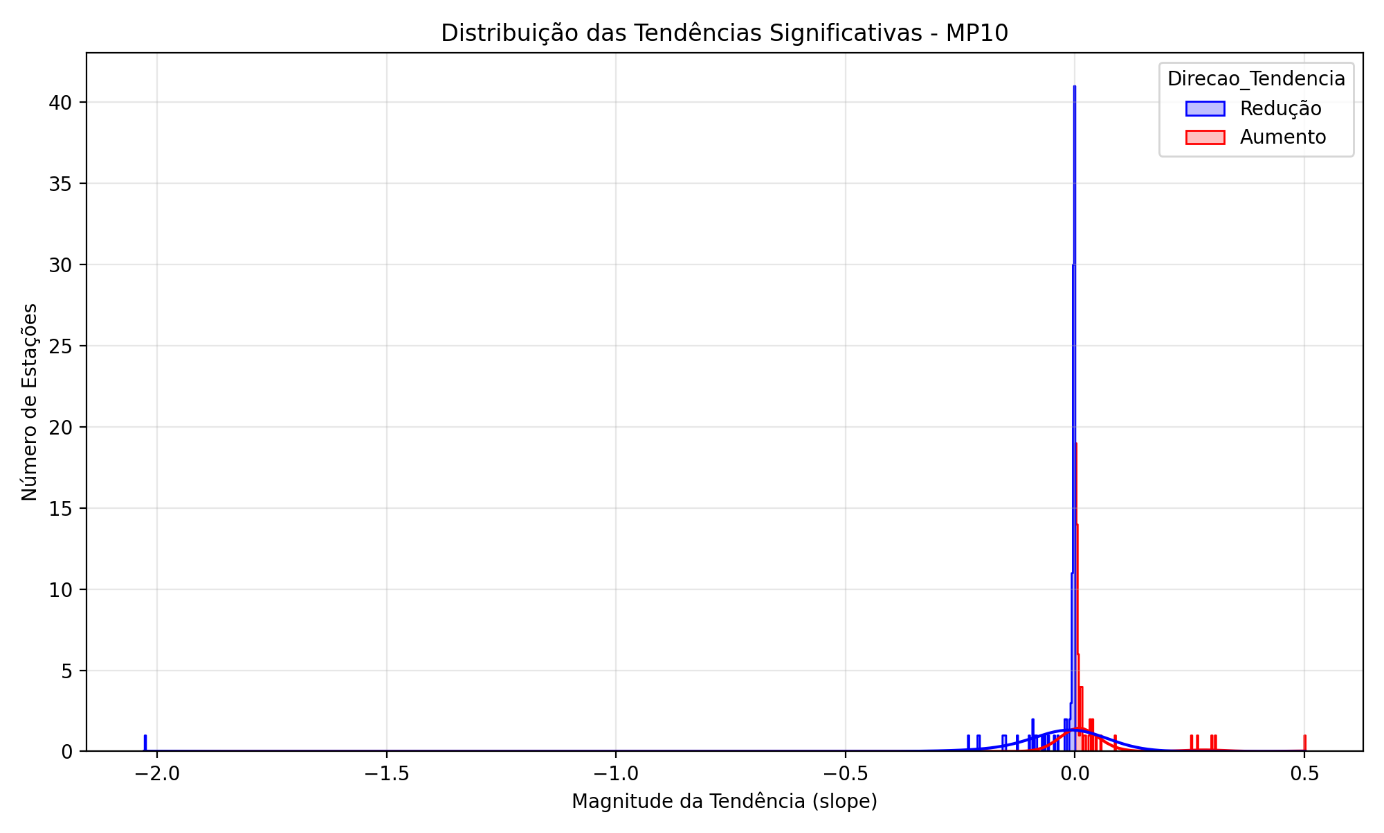 Distribuição das Tendências Significativas - MP10
Direcao_Tendencia
Redução
Aumento
Número de Estações
40
35
30
25
20
15
10
5
0
−2.0
−1.5
−1.0
−0.5
0.0
0.5
Magnitude da Tendência (slope)